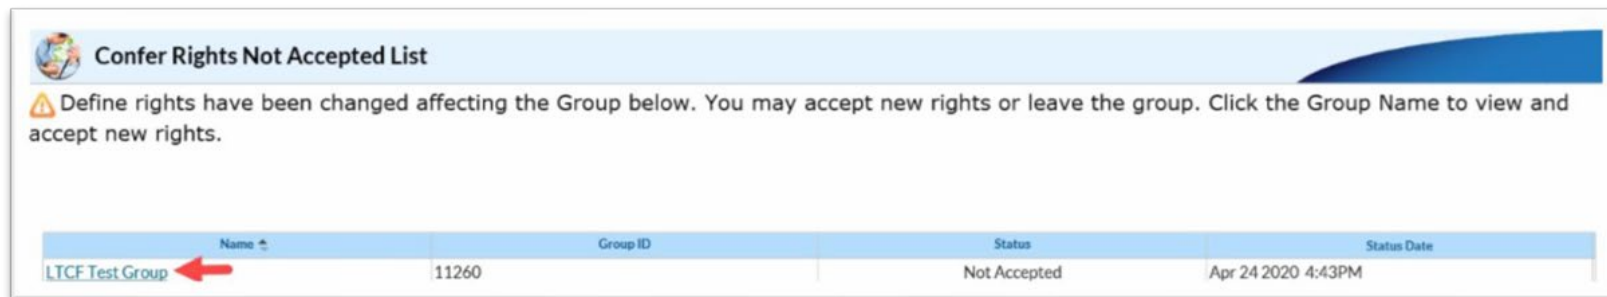 Confer Rights Not Accepted List
Define rights have been changed affecting the Group below. You may accept new rights or leave the group. Click the Group Name to view and
accept new rights.
Name Group ID Status Status Date
LTCF Test Group 11260 Not Accepted Apr 24 2020 4:43PM